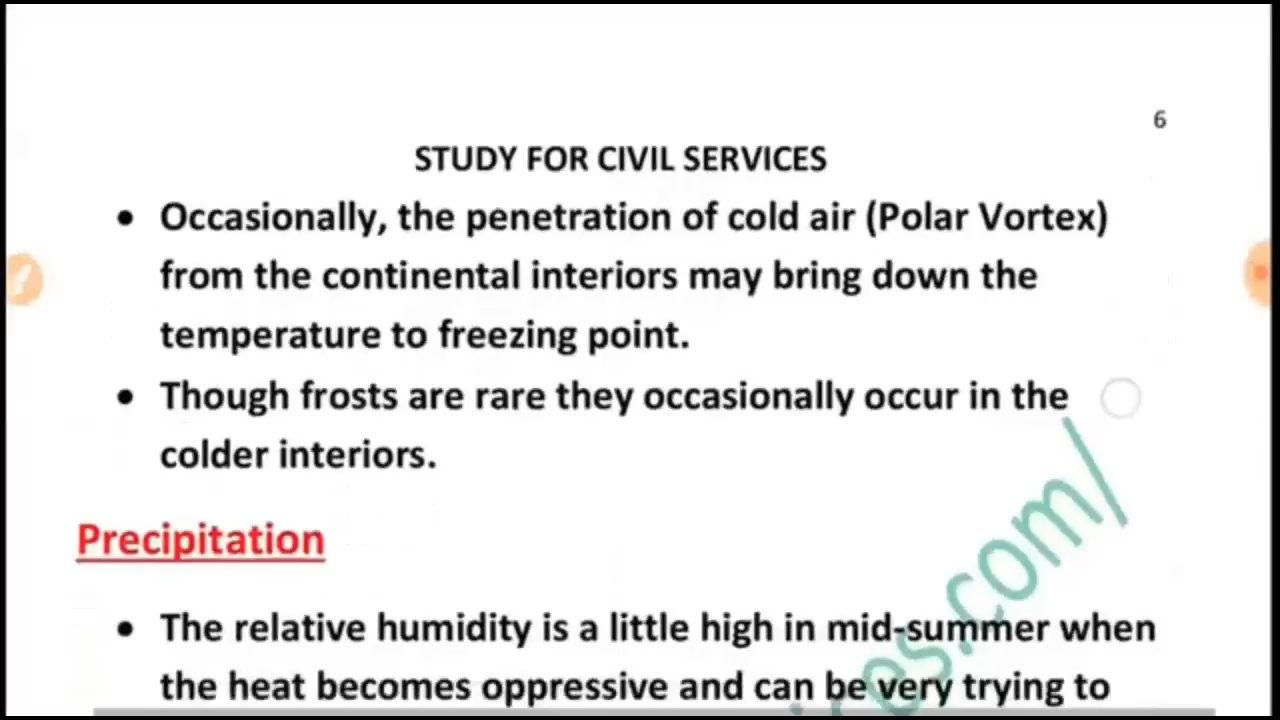 6
STUDY FOR CIVIL SERVICES
• Occasionally, the penetration of cold air (Polar Vortex)
from the continental interiors may bring down the
temperature to freezing point.
• Though frosts are rare they occasionally occur in the
colder interiors.
Precipitation
• The relative humidity is a little high in mid-summer when
the heat becomes oppressive and can be very trying to
ices.com/